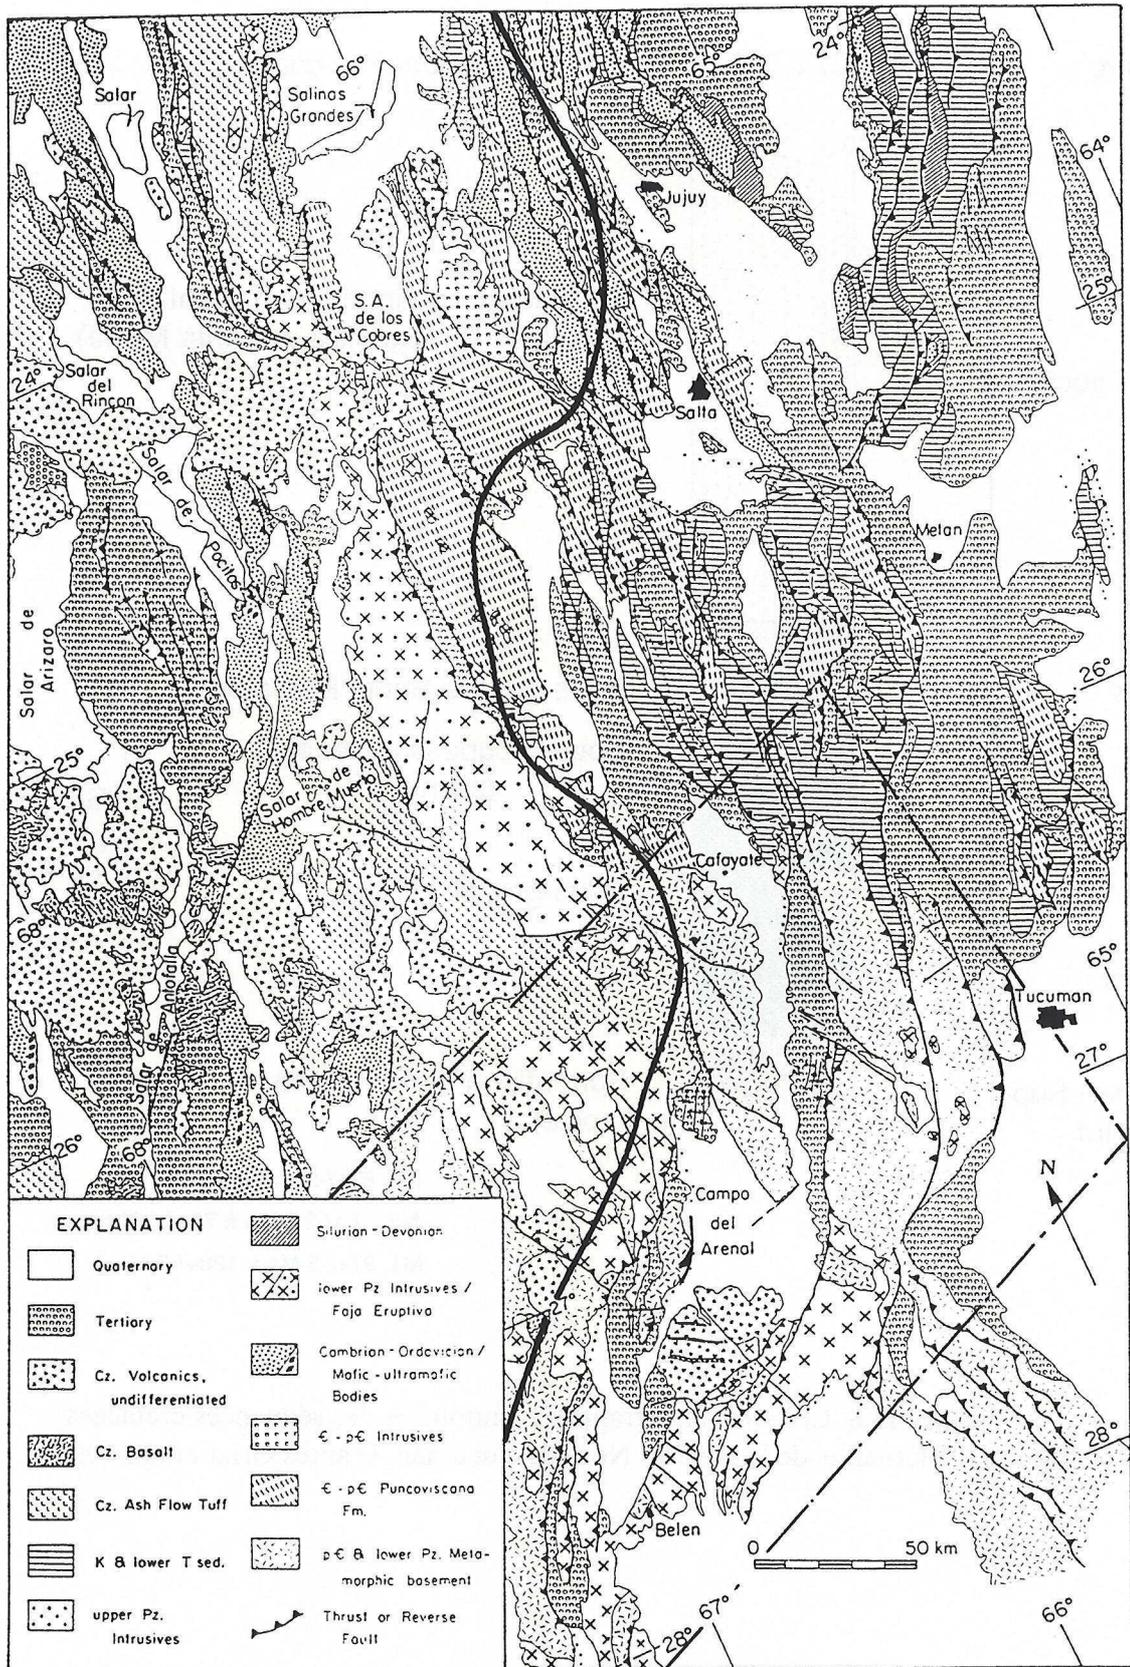 66°
65°
24°
Salar
Salinas
Grandes
64°
Jujuy
25°
S.A.
de los
Cobres
24°
Salar
del
Rincon
Salta
Salar de
Pocitos
Metan
Salar de
Arizaro
26°
25°
Salar de
Hombre Muerto
Cafayate
68°
65°
Tucuman
Salar de Antofalla
27°
26°
68°
N
Campo
del
Arenal
EXPLANATION
Quaternary
Tertiary
Cz. Volcanics,
undifferentiated
Cz. Basalt
Cz. Ash Flow Tuff
K & lower T sed.
upper Pz.
Intrusives
Silurian-Devonian
lower Pz Intrusives /
Faja Eruptiva
Cambrian-Ordovician /
Mafic-ultramafic
Bodies
Є - pЄ Intrusives
Є - pЄ Puncoviscana
Fm.
pЄ & lower Pz. Meta-
morphic basement
Thrust or Reverse
Fault
27°
28°
Belen
0 50 km
67°
66°
28°